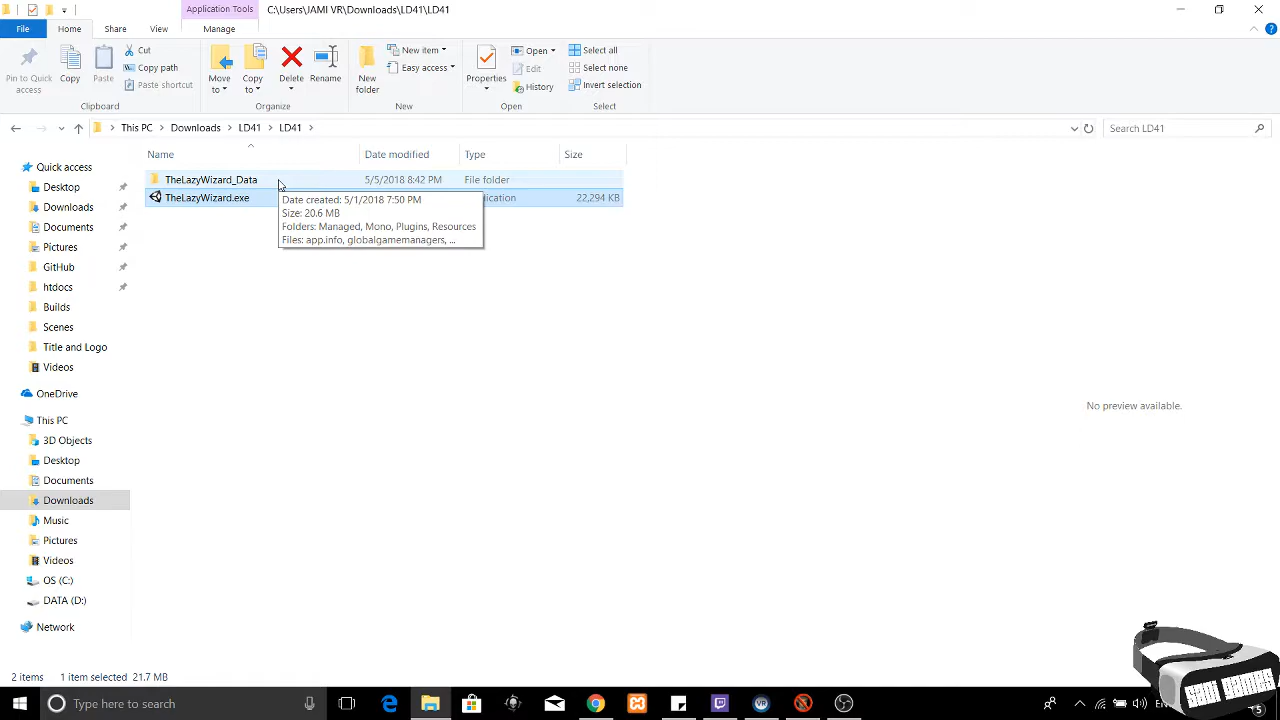 Application Tools
C:\Users\JAMI VR\Downloads\LD41\LD41
File Home Share View Manage
Pin to Quick access
Copy
Paste
Cut
Copy path
Paste shortcut
Clipboard
Move to
Copy to
Delete
Rename
Organize
New folder
New item
Easy access
New
Properties
Open
Edit
History
Open
Select all
Select none
Invert selection
Select
This PC > Downloads > LD41 > LD41 >
Search LD41
Name Date modified Type Size
TheLazyWizard_Data 5/5/2018 8:42 PM File folder
TheLazyWizard.exe ication 22,294 KB
Date created: 5/1/2018 7:50 PM
Size: 20.6 MB
Folders: Managed, Mono, Plugins, Resources
Files: app.info, globalgamemanagers, ...
Quick access
Desktop
Downloads
Documents
Pictures
GitHub
htdocs
Builds
Scenes
Title and Logo
Videos
OneDrive
This PC
3D Objects
Desktop
Documents
Downloads
Music
Pictures
Videos
OS (C:)
DATA (D:)
Network
No preview available.
2 items 1 item selected 21.7 MB
Type here to search